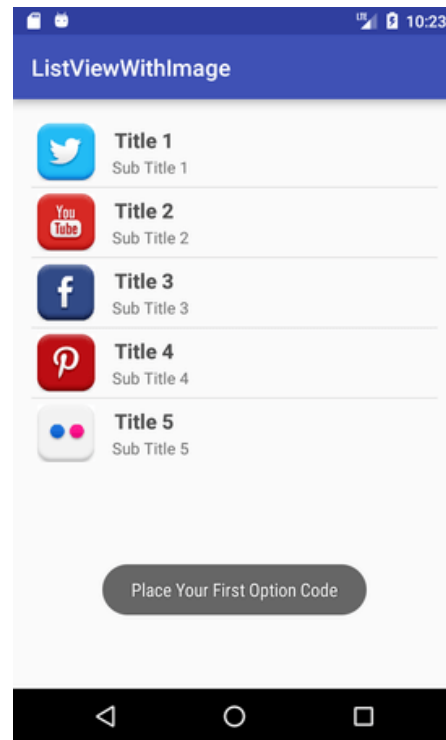 LTE 10:23
ListViewWithImage
Title 1
Sub Title 1
You
Tube
Title 2
Sub Title 2
f
Title 3
Sub Title 3
Title 4
Sub Title 4
Title 5
Sub Title 5
Place Your First Option Code